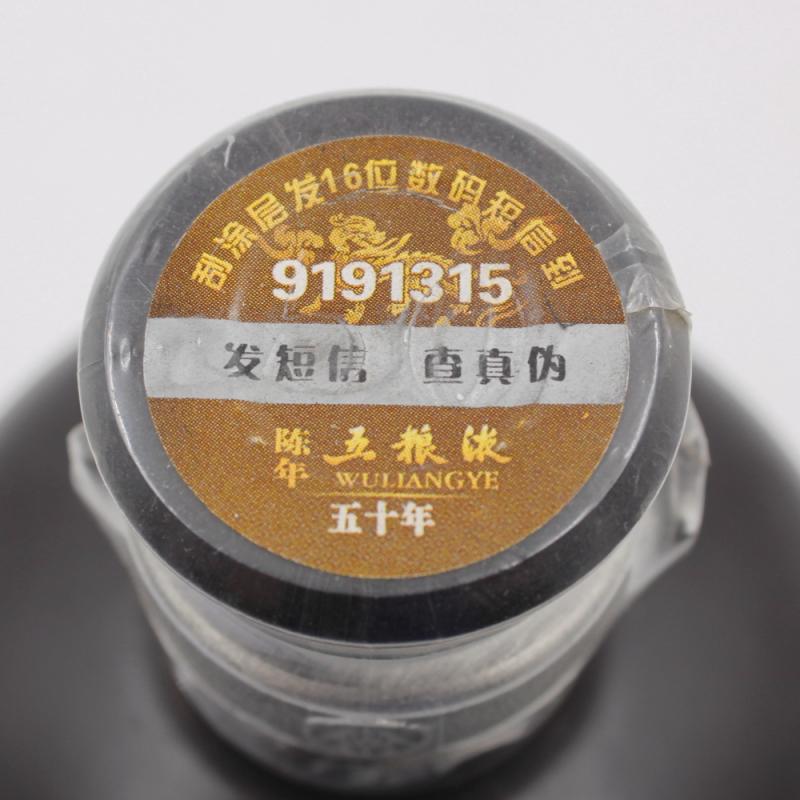 刮涂层发16位数码短信到
9191315
发短信 查真伪
陈年 五粮液
WULIANGYE
五十年